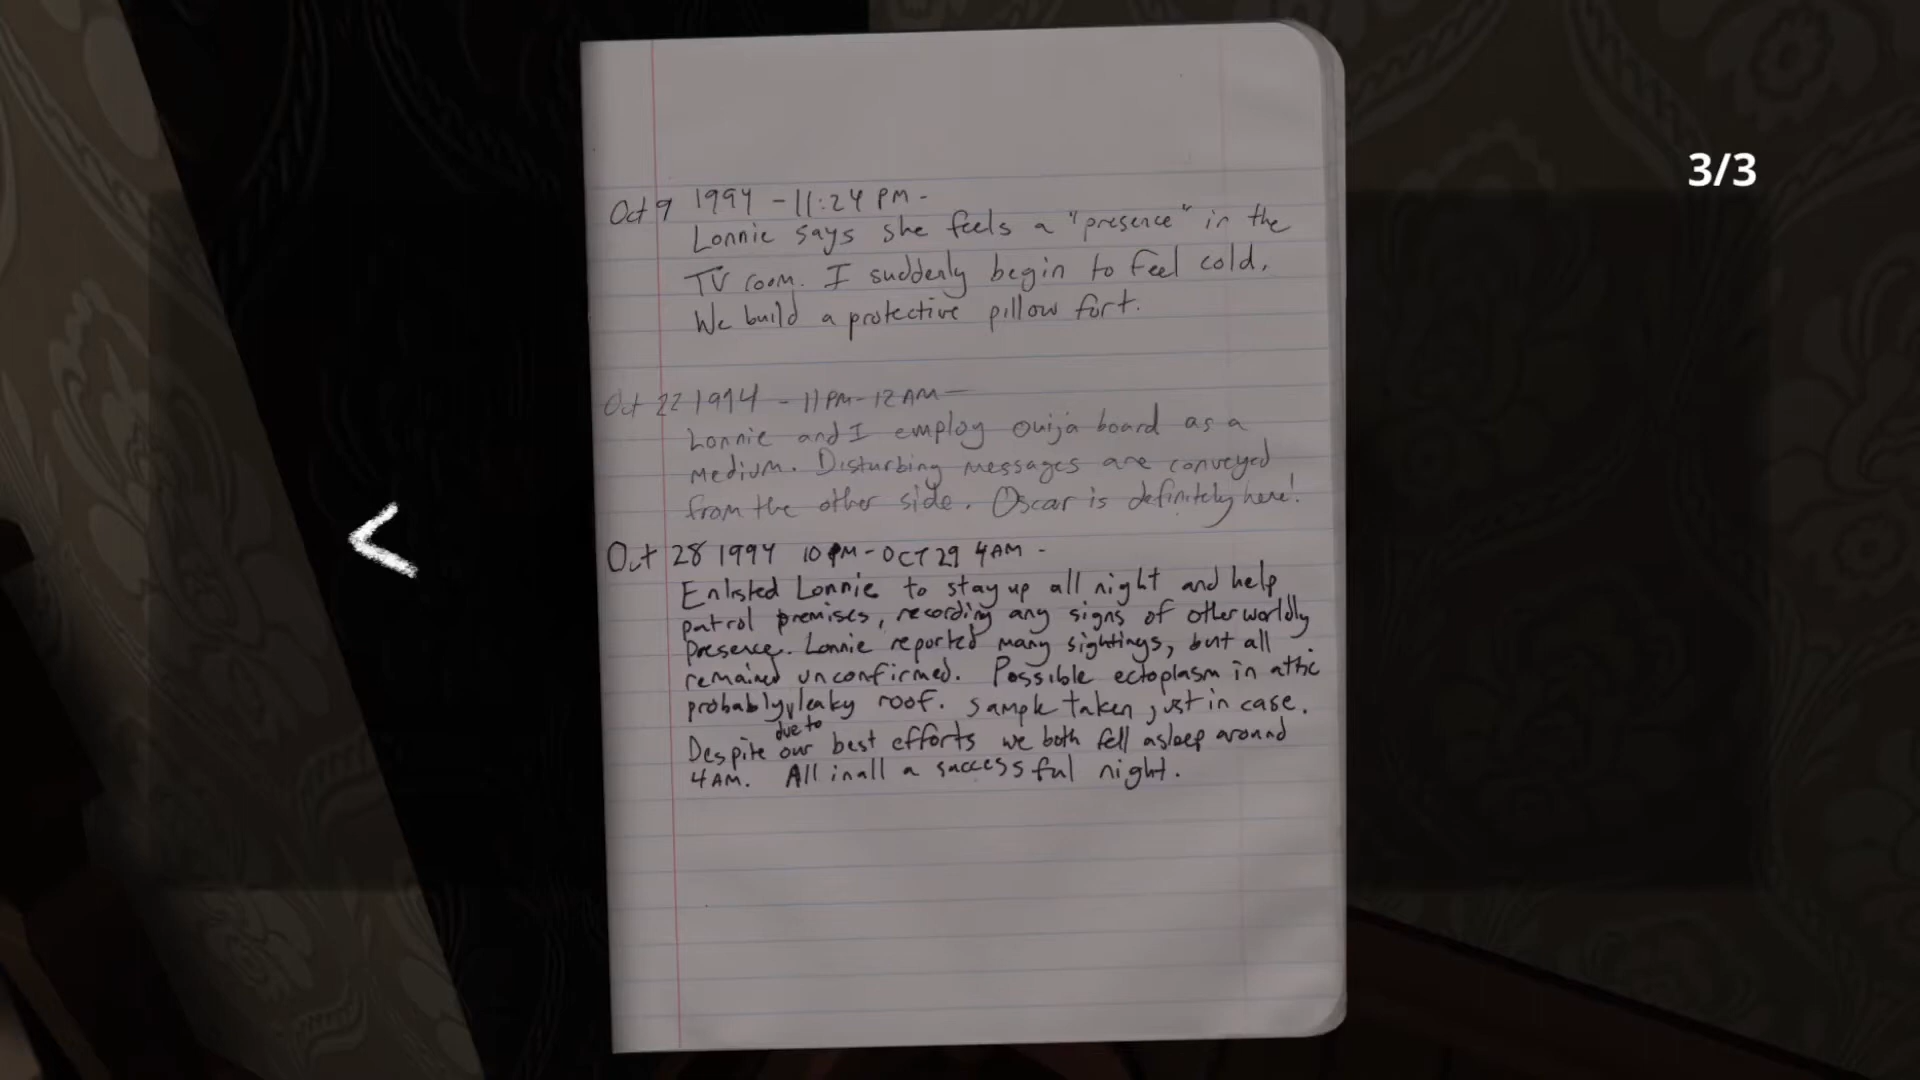 3/3
Oct 9 1994 - 11:24 PM -
Lonnie says she feels a "presence" in the
TV room. I suddenly begin to feel cold.
We build a protective pillow fort.
Oct 22 1994 - 11 PM - 12 AM -
Lonnie and I employ ouija board as a
medium. Disturbing messages are conveyed
from the other side. Oscar is definitely here!
Oct 28 1994 10 PM - OCT 29 4AM -
Enlisted Lonnie to stay up all night and help
patrol premises, recording any signs of otherworldly
presence. Lonnie reported many sightings, but all
remained unconfirmed. Possible ectoplasm in attic
probably due to leaky roof. Sample taken just in case.
Despite our best efforts we both fell asleep around
4AM. All in all a successful night.